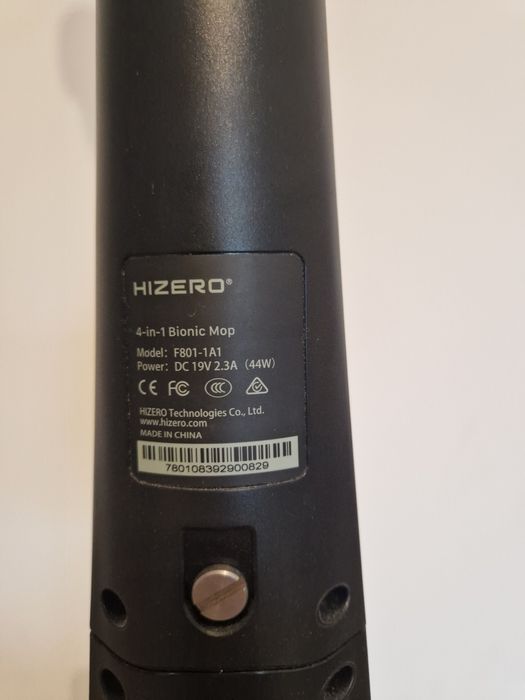 HIZERO®
4-in-1 Bionic Mop
Model: F801-1A1
Power: DC 19V 2.3A (44W)
CE FC CCC
HIZERO Technologies Co., Ltd.
www.hizero.com
MADE IN CHINA
780108392900829